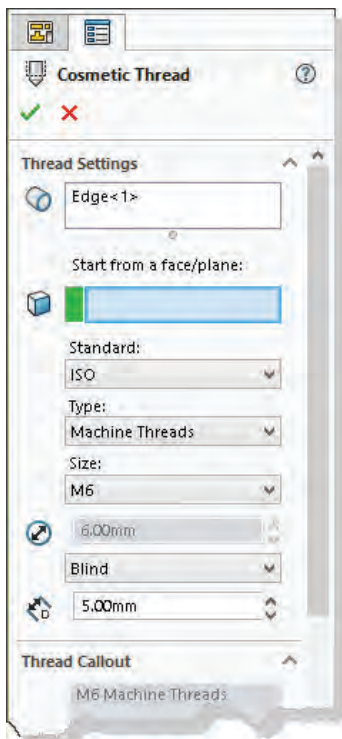 Cosmetic Thread
Thread Settings
Edge<1>
Start from a face/plane:
Standard:
ISO
Type:
Machine Threads
Size:
M6
6.00mm
Blind
D 5.00mm
Thread Callout
M6 Machine Threads